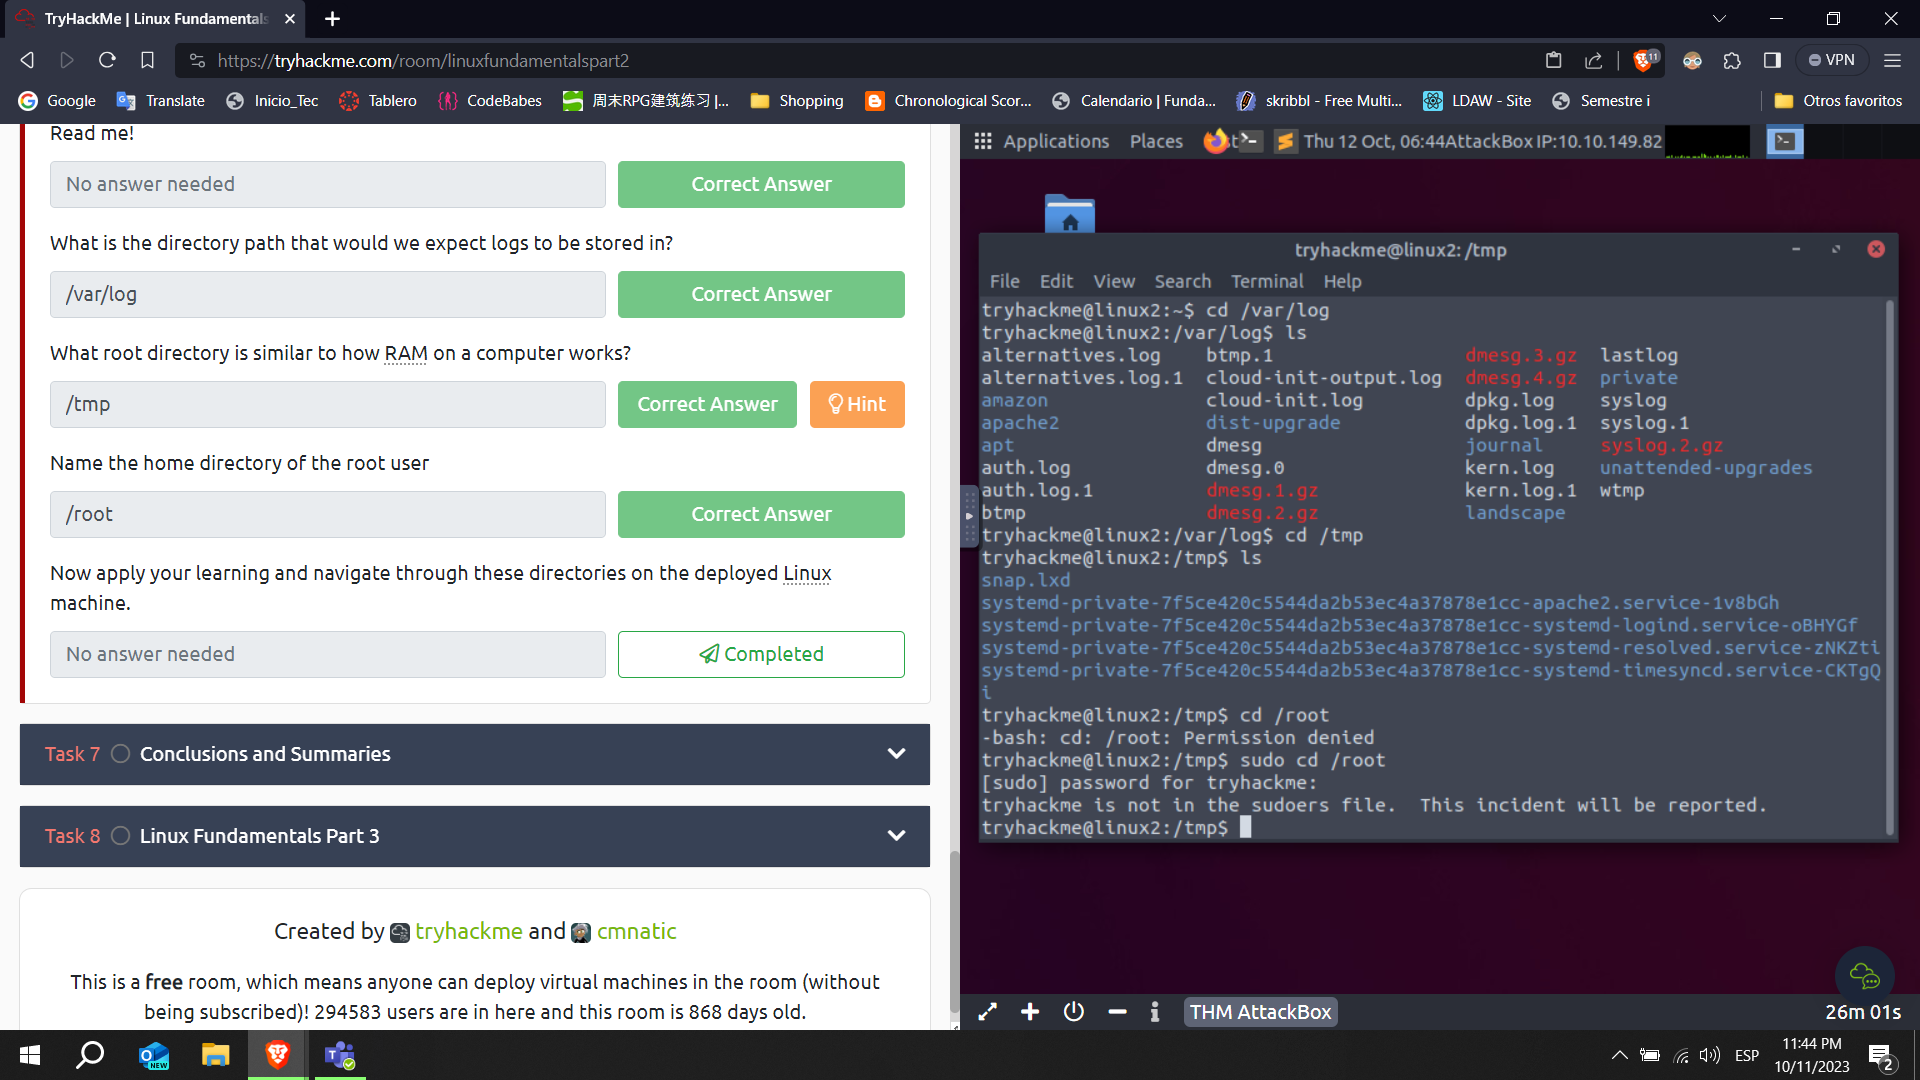 TryHackMe | Linux Fundamentals
https://tryhackme.com/room/linuxfundamentalspart2
11
VPN
Google
Translate
Inicio_Tec
Tablero
CodeBabes
周末RPG建筑练习 |...
Shopping
Chronological Scor...
Calendario | Funda...
skribbl - Free Multi...
LDAW - Site
Semestre i
Otros favoritos
Read me!
No answer needed
Correct Answer
What is the directory path that would we expect logs to be stored in?
/var/log
Correct Answer
What root directory is similar to how RAM on a computer works?
/tmp
Correct Answer
Hint
Name the home directory of the root user
/root
Correct Answer
Now apply your learning and navigate through these directories on the deployed Linux
machine.
No answer needed
Completed
Task 7 Conclusions and Summaries
Task 8 Linux Fundamentals Part 3
Created by tryhackme and cmnatic
This is a free room, which means anyone can deploy virtual machines in the room (without
being subscribed)! 294583 users are in here and this room is 868 days old.
Applications
Places
Thu 12 Oct, 06:44
AttackBox IP:10.10.149.82
tryhackme@linux2: /tmp
File Edit View Search Terminal Help
tryhackme@linux2:~$ cd /var/log
tryhackme@linux2:/var/log$ ls
alternatives.log btmp.1 dmesg.3.gz lastlog
alternatives.log.1 cloud-init-output.log dmesg.4.gz private
amazon cloud-init.log dpkg.log syslog
apache2 dist-upgrade dpkg.log.1 syslog.1
apt dmesg journal syslog.2.gz
auth.log dmesg.0 kern.log unattended-upgrades
auth.log.1 dmesg.1.gz kern.log.1 wtmp
btmp dmesg.2.gz landscape
tryhackme@linux2:/var/log$ cd /tmp
tryhackme@linux2:/tmp$ ls
snap.lxd
systemd-private-7f5ce420c5544da2b53ec4a37878e1cc-apache2.service-1v8bGh
systemd-private-7f5ce420c5544da2b53ec4a37878e1cc-systemd-logind.service-oBHYGf
systemd-private-7f5ce420c5544da2b53ec4a37878e1cc-systemd-resolved.service-zNKZti
systemd-private-7f5ce420c5544da2b53ec4a37878e1cc-systemd-timesyncd.service-CKTgQ
i
tryhackme@linux2:/tmp$ cd /root
-bash: cd: /root: Permission denied
tryhackme@linux2:/tmp$ sudo cd /root
[sudo] password for tryhackme:
tryhackme is not in the sudoers file.  This incident will be reported.
tryhackme@linux2:/tmp$
THM AttackBox
26m 01s
ESP
11:44 PM
10/11/2023
2